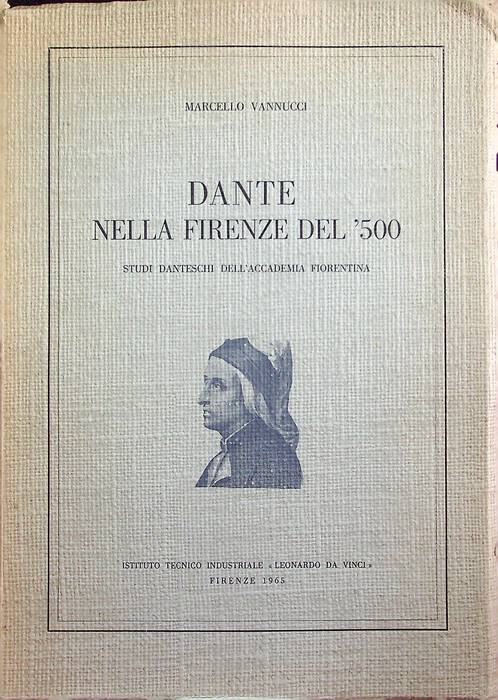 MARCELLO VANNUCCI
DANTE
NELLA FIRENZE DEL '500
STUDI DANTESCHI DELL'ACCADEMIA FIORENTINA
ISTITUTO TECNICO INDUSTRIALE « LEONARDO DA VINCI »
FIRENZE 1965